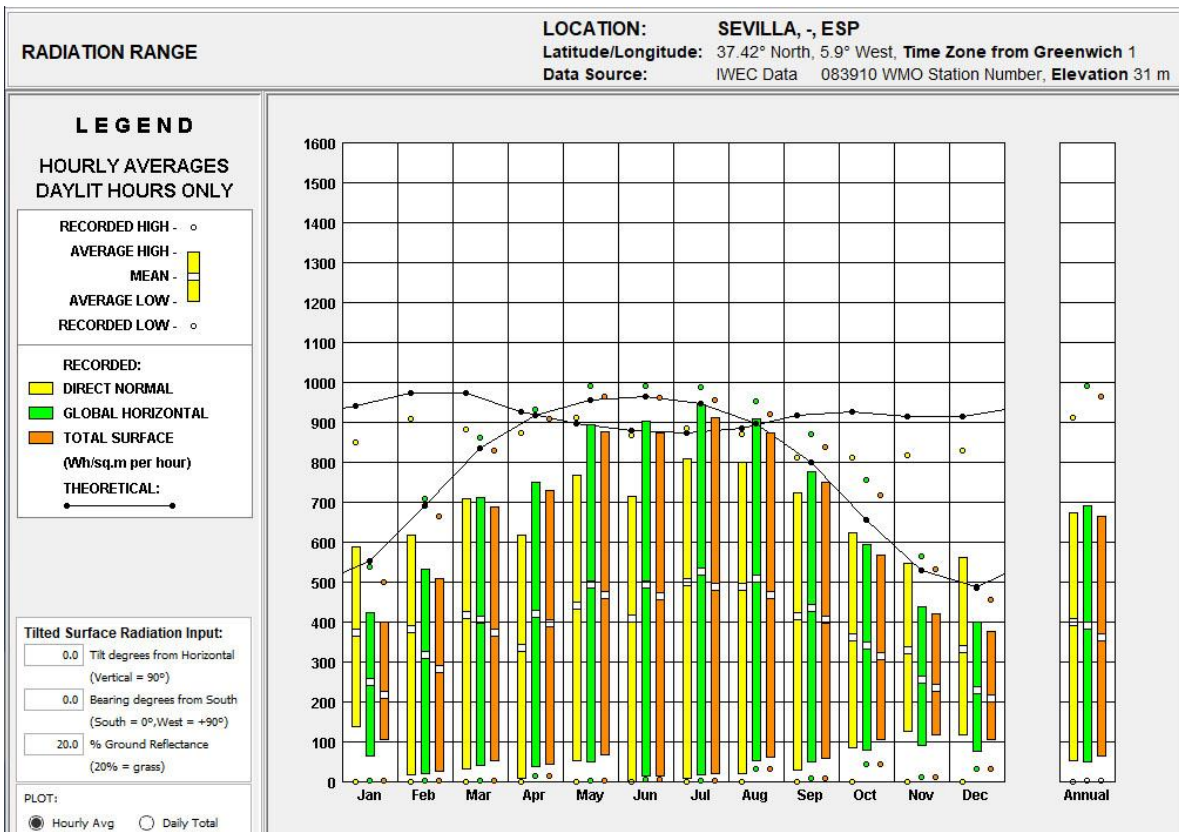 RADIATION RANGE
LOCATION: SEVILLA, -, ESP
Latitude/Longitude: 37.42° North, 5.9° West, Time Zone from Greenwich 1
Data Source: IWEC Data 083910 WMO Station Number, Elevation 31 m
LEGEND
HOURLY AVERAGES
DAYLIT HOURS ONLY
RECORDED HIGH -
AVERAGE HIGH -
MEAN -
AVERAGE LOW -
RECORDED LOW -
RECORDED:
DIRECT NORMAL
GLOBAL HORIZONTAL
TOTAL SURFACE
(Wh/sq.m per hour)
THEORETICAL:
Tilted Surface Radiation Input:
0.0 Tilt degrees from Horizontal
(Vertical = 90°)
0.0 Bearing degrees from South
(South = 0°,West = +90°)
20.0 % Ground Reflectance
(20% = grass)
PLOT:
Hourly Avg Daily Total
1600
1500
1400
1300
1200
1100
1000
900
800
700
600
500
400
300
200
100
0
Jan Feb Mar Apr May Jun Jul Aug Sep Oct Nov Dec Annual